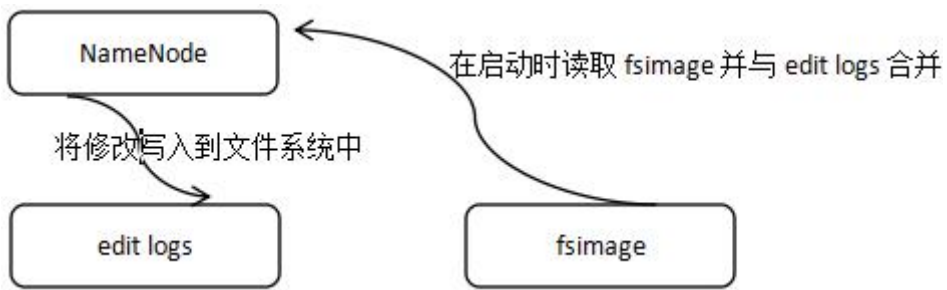 NameNode
在启动时读取 fsimage 并与 edit logs 合并
将修改写入到文件系统中
edit logs
fsimage